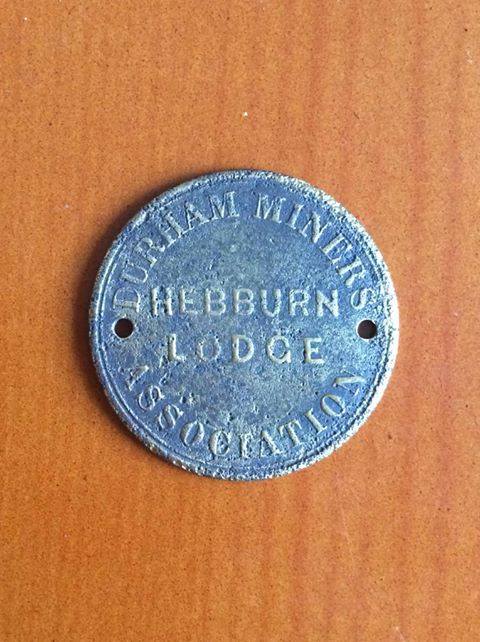 DURHAM MINERS
HEBBURN
LODGE
ASSOCIATION